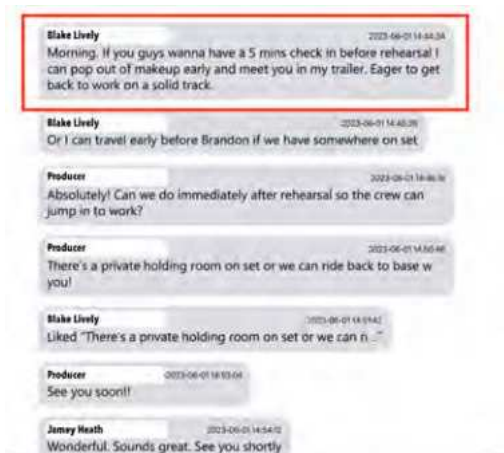 Blake Lively
Morning. If you guys wanna have a 5 mins check in before rehearsal I
can pop out of makeup early and meet you in my trailer. Eager to get
back to work on a solid track.
Blake Lively
Or I can travel early before Brandon if we have somewhere on set
Producer
Absolutely! Can we do immediately after rehearsal so the crew can
jump in to work?
Producer
There's a private holding room on set or we can ride back to base w
you!
Blake Lively
Liked "There's a private holding room on set or we can ri..."
Producer
See you soon!!
Jamey Heath
Wonderful. Sounds great. See you shortly